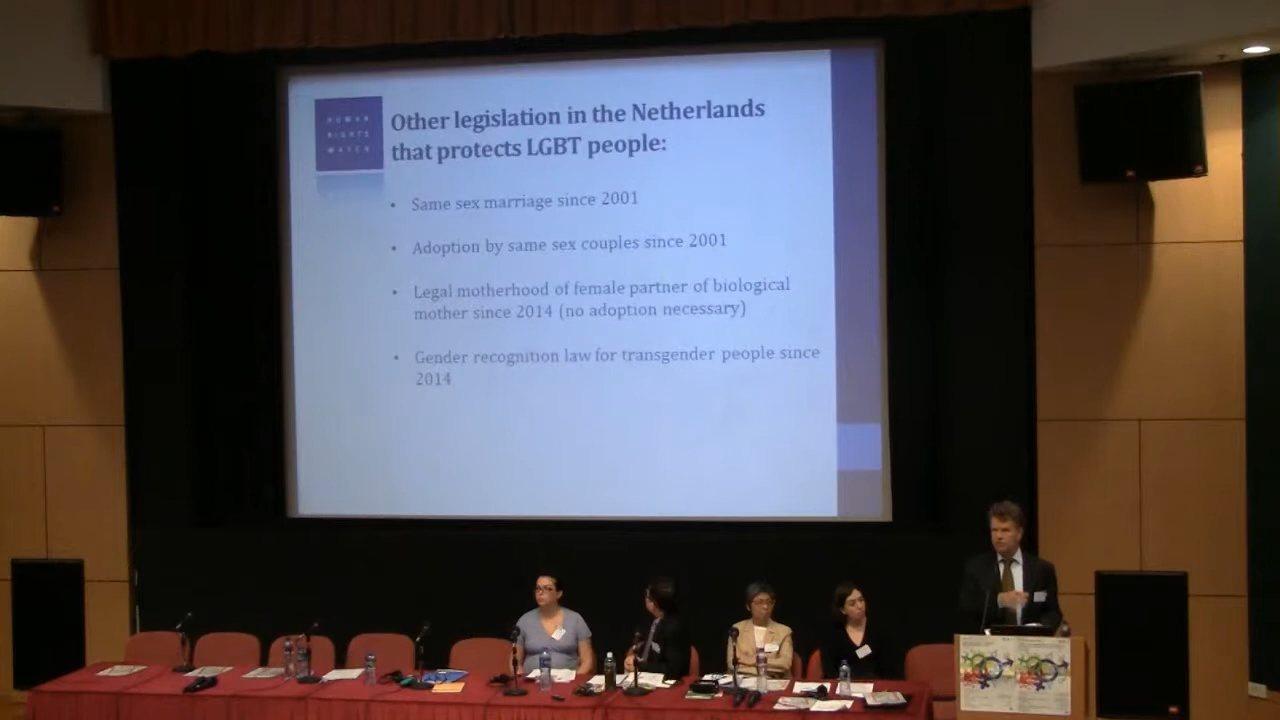 HUMAN
RIGHTS
WATCH
Other legislation in the Netherlands
that protects LGBT people:
• Same sex marriage since 2001
• Adoption by same sex couples since 2001
• Legal motherhood of female partner of biological
mother since 2014 (no adoption necessary)
• Gender recognition law for transgender people since
2014